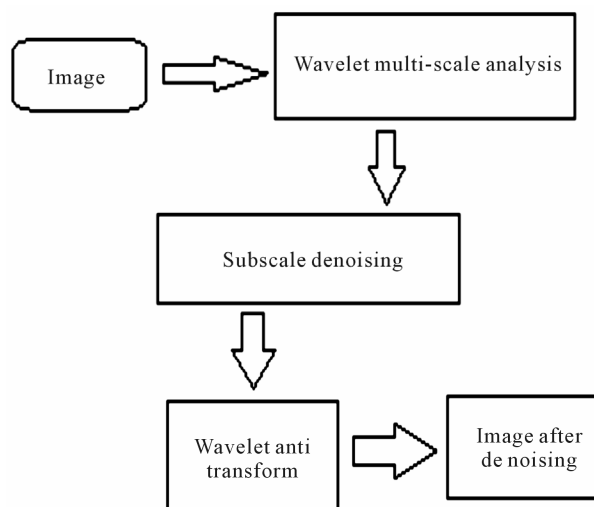 Image
Wavelet multi-scale analysis
Subscale denoising
Wavelet anti
transform
Image after
de noising